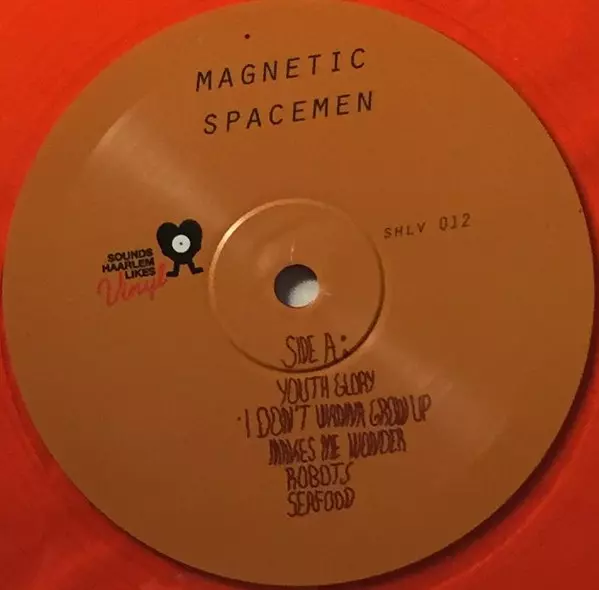 MAGNETIC
SPACEMEN
SHLV 012
SOUNDS
HAARLEM
LIKES
Vinyl
SIDE A:
YOUTH GLORY
I DON'T WANNA GROW UP
MAKES ME WONDER
ROBOTS
SEAFOOD